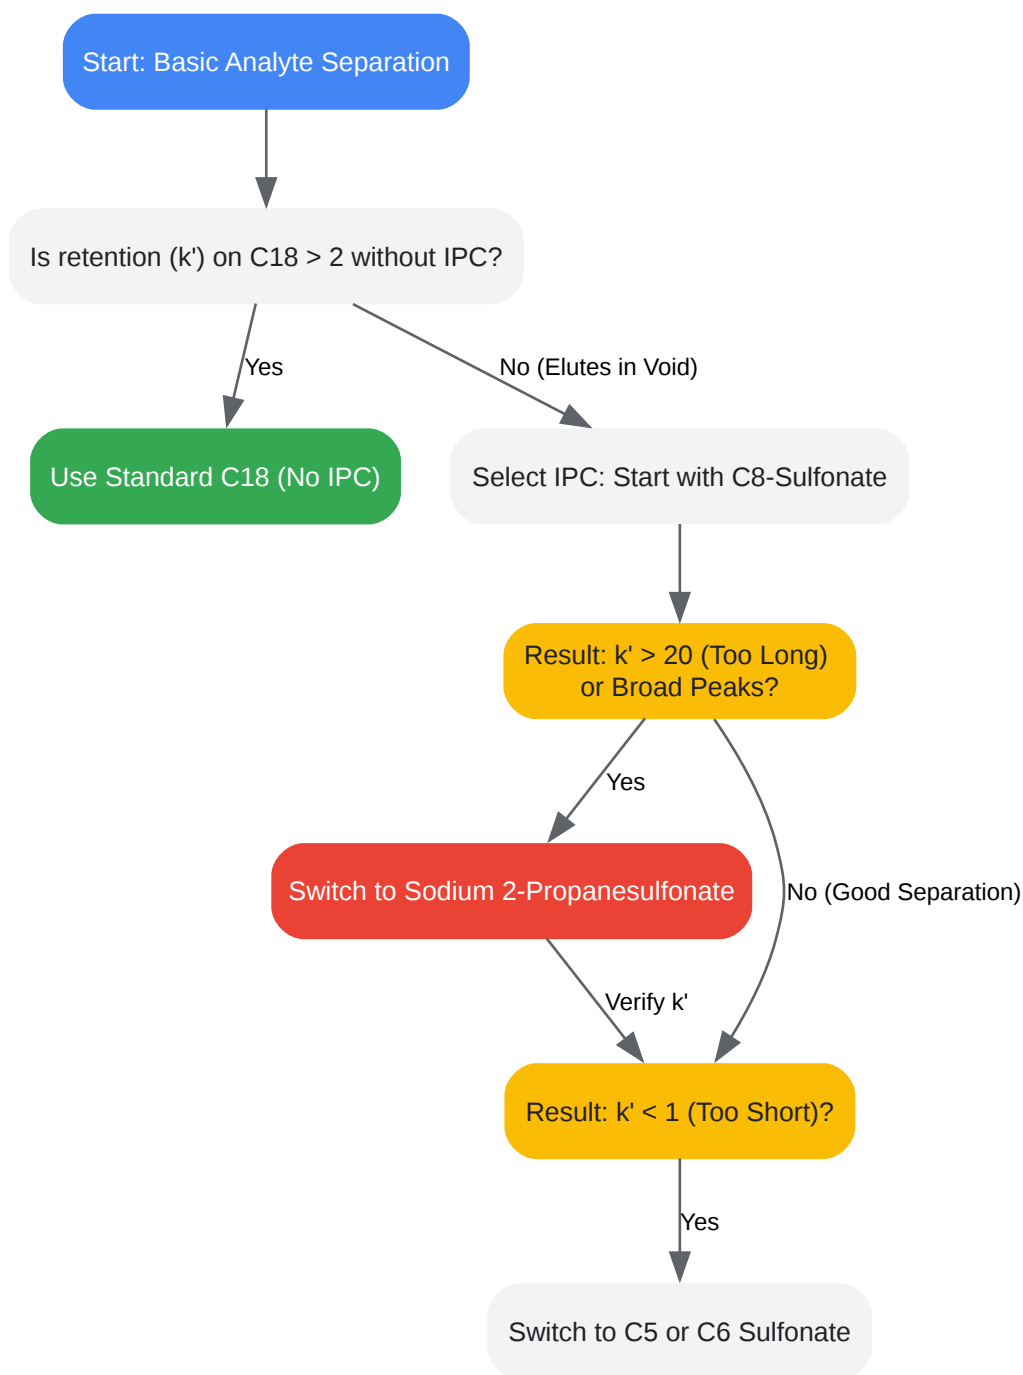 Start: Basic Analyte Separation
Is retention (k') on C18 > 2 without IPC?
Yes
No (Elutes in Void)
Use Standard C18 (No IPC)
Select IPC: Start with C8-Sulfonate
Result: k' > 20 (Too Long)
or Broad Peaks?
Yes
Switch to Sodium 2-Propanesulfonate
No (Good Separation)
Verify k'
Result: k' < 1 (Too Short)?
Yes
Switch to C5 or C6 Sulfonate